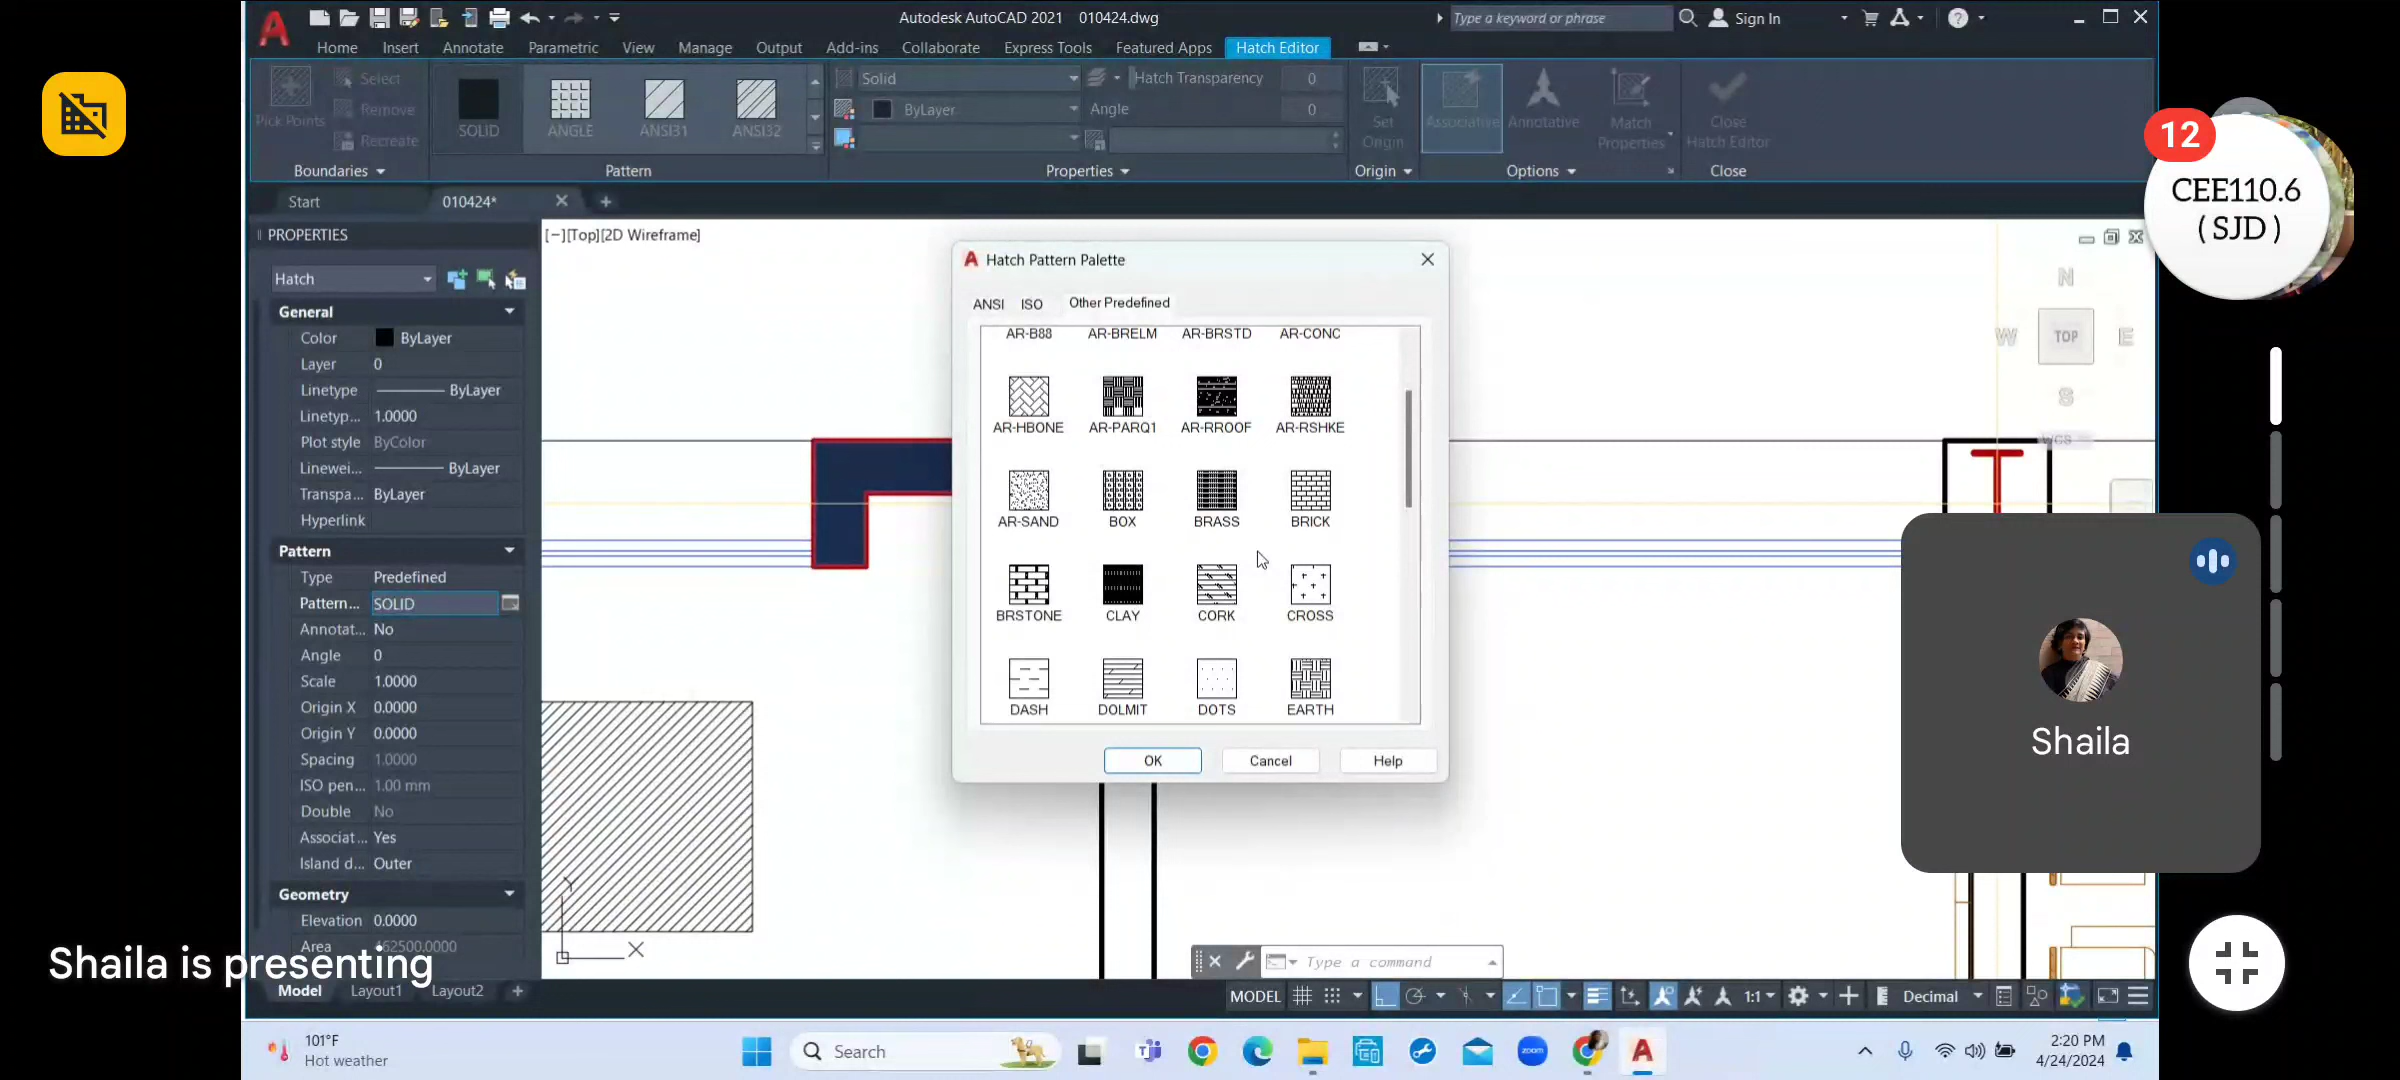 Autodesk AutoCAD 2021 010424.dwg
Type a keyword or phrase
Sign In
Home Insert Annotate Parametric View Manage Output Add-ins Collaborate Express Tools Featured Apps Hatch Editor
Pick Points
Select
Remove
Recreate
Boundaries
SOLID ANGLE ANSI31 ANSI32
Pattern
Solid
ByLayer
Hatch Transparency 0
Angle 0
Properties
Set
Origin
Origin
Associative Annotative
Match
Properties
Options
Close
Hatch Editor
Close
12
CEE110.6
( SJD )
Start 010424*
PROPERTIES
[−][Top][2D Wireframe]
Hatch
General
Color ByLayer
Layer 0
Linetype ByLayer
Linetyp... 1.0000
Plot style ByColor
Linewei... ByLayer
Transpa... ByLayer
Hyperlink
Pattern
Type Predefined
Pattern... SOLID
Annotat... No
Angle 0
Scale 1.0000
Origin X 0.0000
Origin Y 0.0000
Spacing 1.0000
ISO pen... 1.00 mm
Double No
Associat... Yes
Island d... Outer
Geometry
Elevation 0.0000
Area 462500.0000
Hatch Pattern Palette
ANSI ISO Other Predefined
AR-B88 AR-BRELM AR-BRSTD AR-CONC
AR-HBONE AR-PARQ1 AR-RROOF AR-RSHKE
AR-SAND BOX BRASS BRICK
BRSTONE CLAY CORK CROSS
DASH DOLMIT DOTS EARTH
OK Cancel Help
N
W TOP E
S
WCS
Shaila
Y
X
Shaila is presenting
Type a command
Model Layout1 Layout2 +
MODEL 1:1 Decimal
101°F
Hot weather
Search
zoom
2:20 PM
4/24/2024